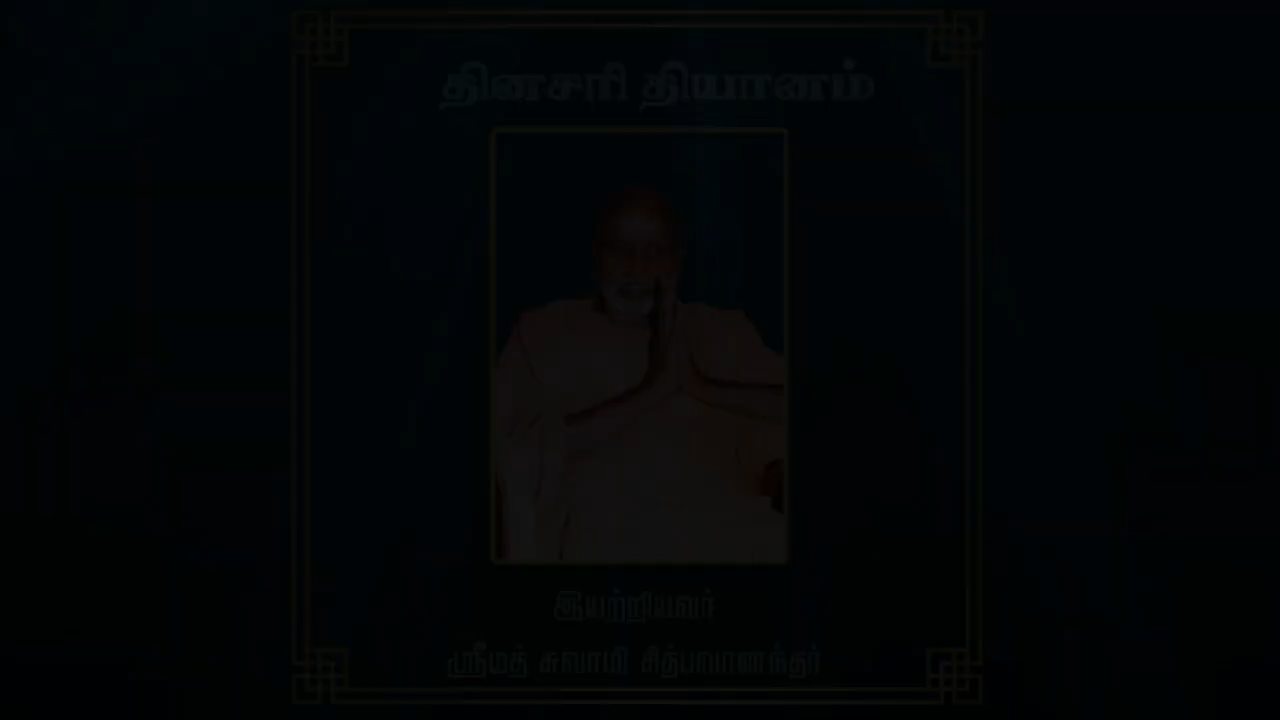 தினசரி தியானம்
இயற்றியவர்
ஸ்ரீமத் சுவாமி சித்பவானந்தர்